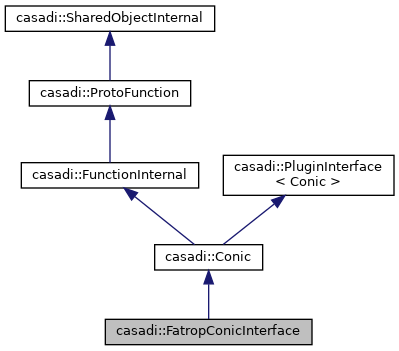 casadi::SharedObjectInternal
casadi::ProtoFunction
casadi::FunctionInternal
casadi::PluginInterface
< Conic >
casadi::Conic
casadi::FatropConicInterface